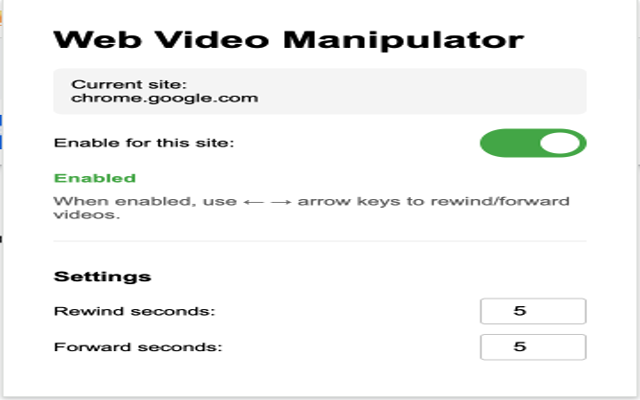 Web Video Manipulator
Current site:
chrome.google.com
Enable for this site:
Enabled
When enabled, use ← → arrow keys to rewind/forward
videos.
Settings
Rewind seconds:
5
Forward seconds:
5